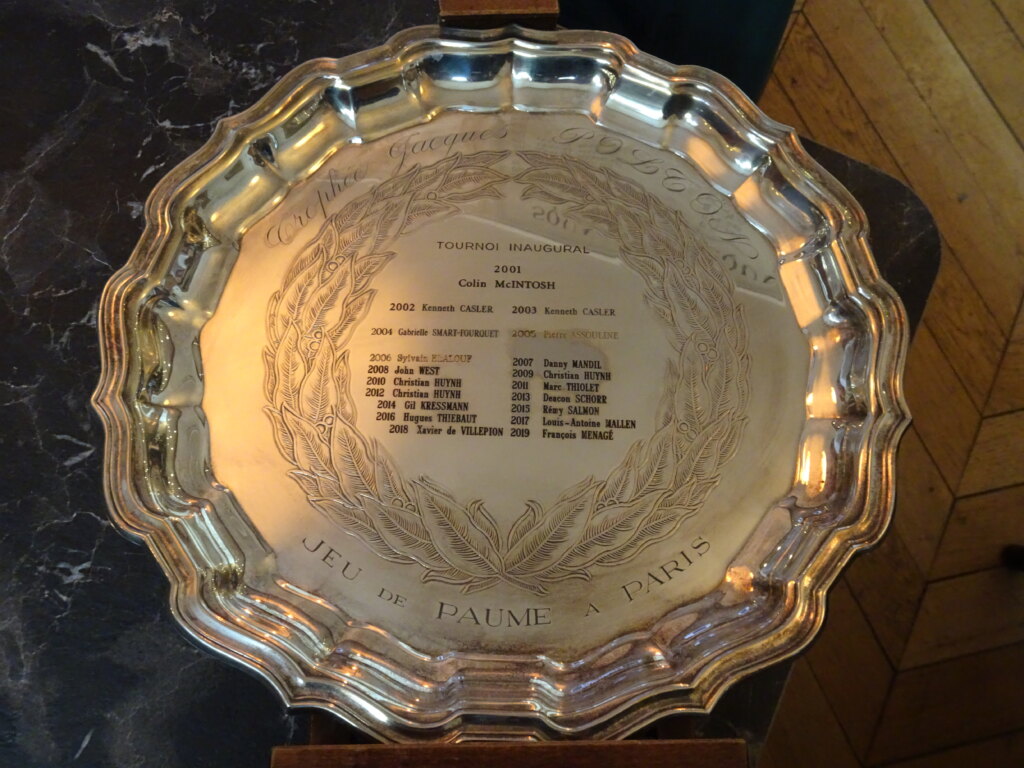 Trophée Jacques POLETTI
TOURNOI INAUGURAL
2001
Colin McINTOSH
2002 Kenneth CASLER 2003 Kenneth CASLER
2004 Gabrielle SMART-FOURQUET 2005 Pierre ASSOULINE
2006 Sylvain 2007 Danny MANDIL
2008 John WEST 2009 Christian HUYNH
2010 Christian HUYNH 2011 Marc THIOLET
2012 Christian HUYNH 2013 Deacon SCHORR
2014 Gil KRESSMANN 2015 Rémy SALMON
2016 Hugues THIEBAUT 2017 Louis-Antoine MALLEN
2018 Xavier de VILLEPION 2019 François MENAGÉ
JEU DE PAUME A PARIS